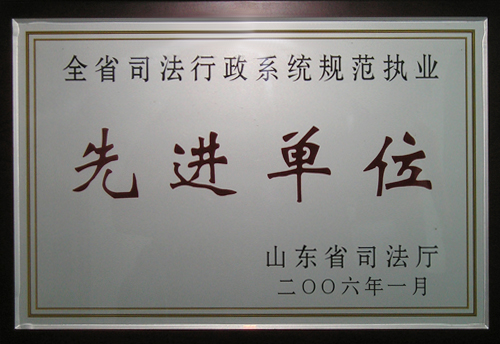 全省司法行政系统规范执业
先进单位
山东省司法厅
二〇〇六年一月